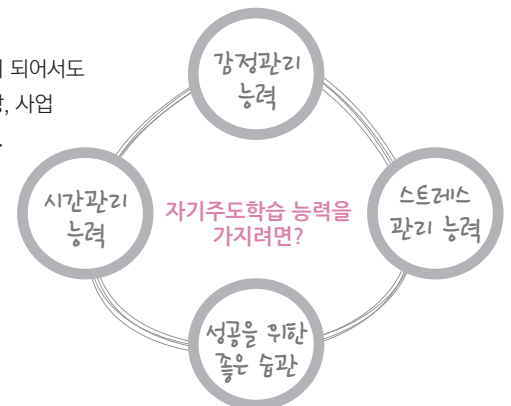 되어서도
사업
감정관리
능력
시간관리
능력
자기주도학습 능력을
가지려면?
스트레스
관리 능력
성공을 위한
좋은 습관